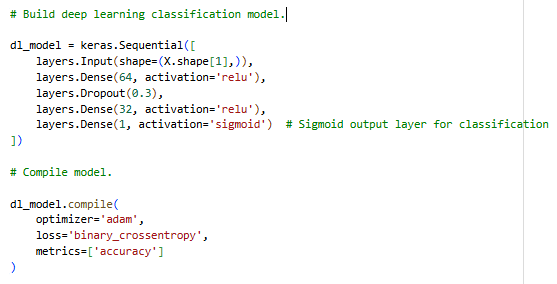 # Build deep learning classification model.
dl_model = keras.Sequential([
    layers.Input(shape=(X.shape[1],)),
    layers.Dense(64, activation='relu'),
    layers.Dropout(0.3),
    layers.Dense(32, activation='relu'),
    layers.Dense(1, activation='sigmoid')  # Sigmoid output layer for classification
])
# Compile model.
dl_model.compile(
    optimizer='adam',
    loss='binary_crossentropy',
    metrics=['accuracy']
)